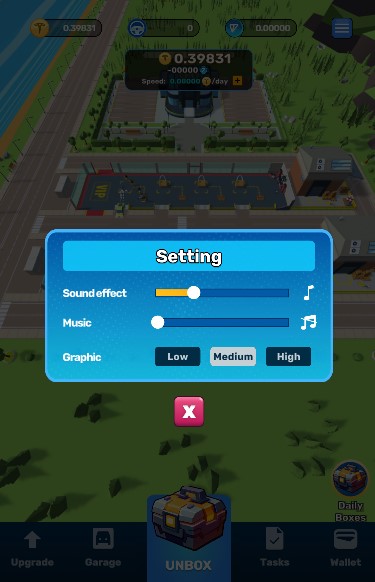 0.39831 0 0.00000
0.39831
-00000
Speed: 0.00000 /day +
VIP
Setting
Sound effect
Music
Graphic Low Medium High
X
Daily
Boxes
Upgrade Garage UNBOX Tasks Wallet